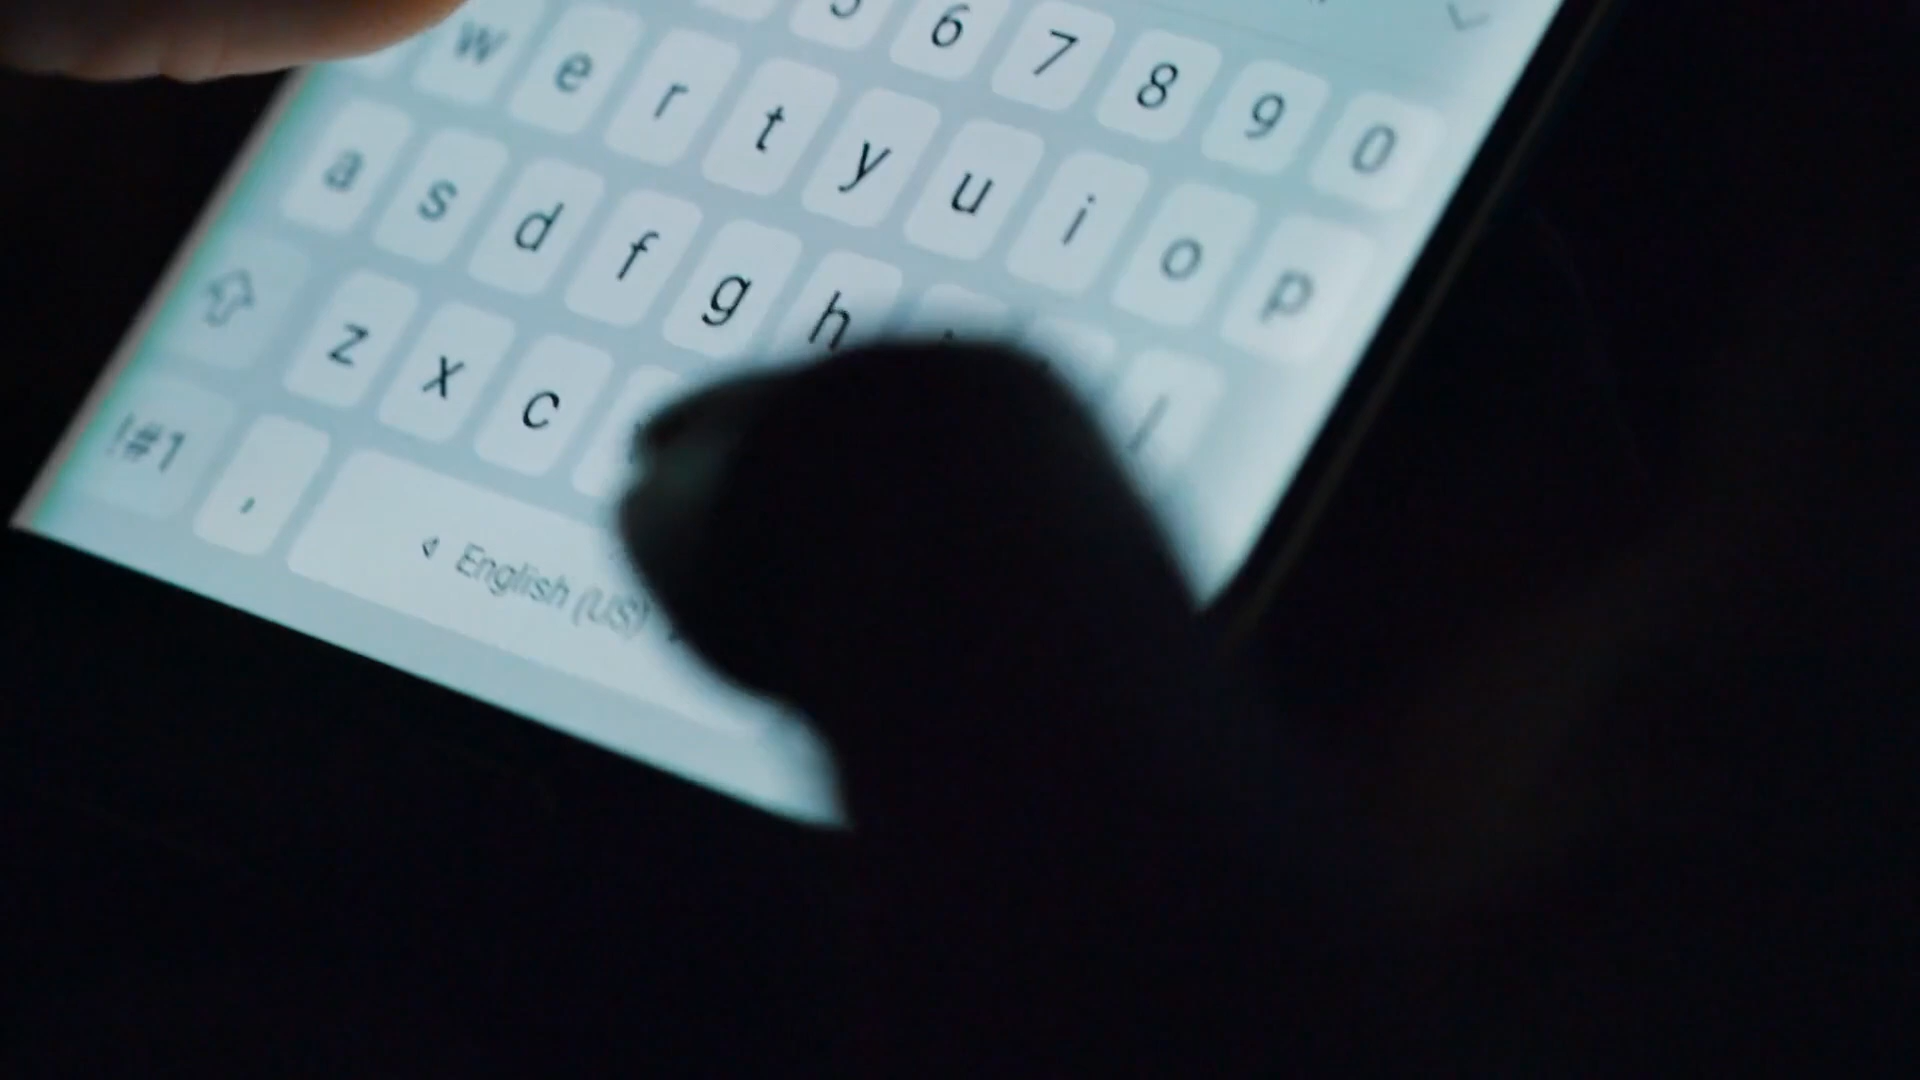 5 6 7 8 9 0
w e r t y u i o p
a s d f g h j l
z x c
!#1 , English (US)